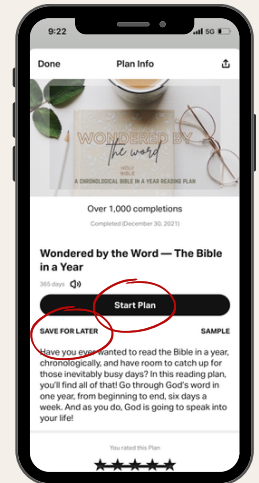 9:22
5G
Done
Plan Info
WONDERED BY
the word
HOLY
BIBLE
A CHRONOLOGICAL BIBLE IN A YEAR READING PLAN
Over 1,000 completions
Completed (December 30, 2021)
Wondered by the Word — The Bible
in a Year
365 days
Start Plan
SAVE FOR LATER
SAMPLE
Have you ever wanted to read the Bible in a year,
chronologically, and have room to catch up for
those inevitably busy days? In this reading plan,
you'll find all of that! Go through God's word in
one year, from beginning to end, six days a
week. And as you do, God is going to speak into
your life!
You rated this Plan